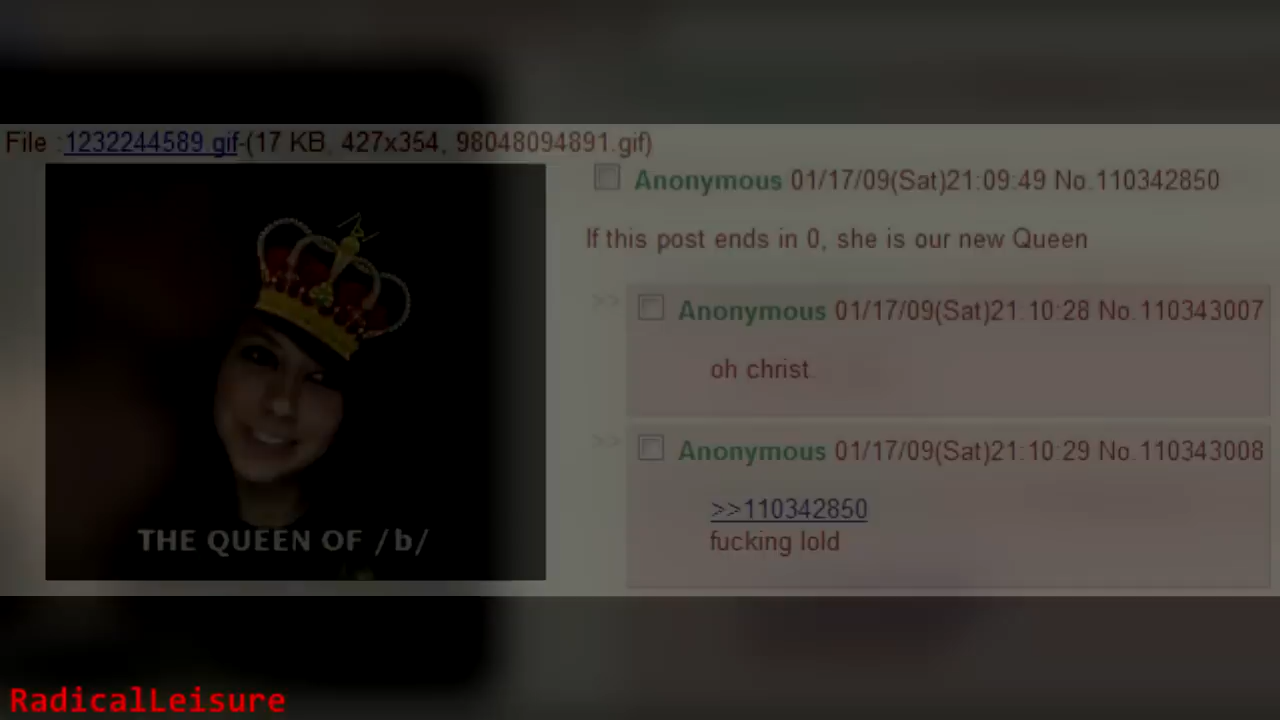 File :1232244589.gif-(17 KB, 427x354, 98048094891.gif)
THE QUEEN OF /b/
Anonymous 01/17/09(Sat)21:09:49 No.110342850
If this post ends in 0, she is our new Queen
>> Anonymous 01/17/09(Sat)21:10:28 No.110343007
oh christ.
>> Anonymous 01/17/09(Sat)21:10:29 No.110343008
>>110342850
fucking lold
RadicalLeisure